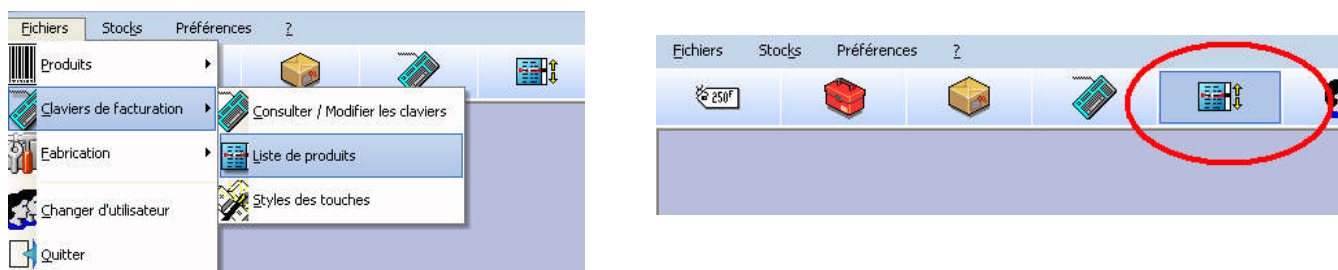 Fichiers Stocks Préférences ?
Produits
Claviers de facturation
Consulter / Modifier les claviers
Fabrication
Liste de produits
Styles des touches
Changer d'utilisateur
Quitter
Fichiers Stocks Préférences ?
250F